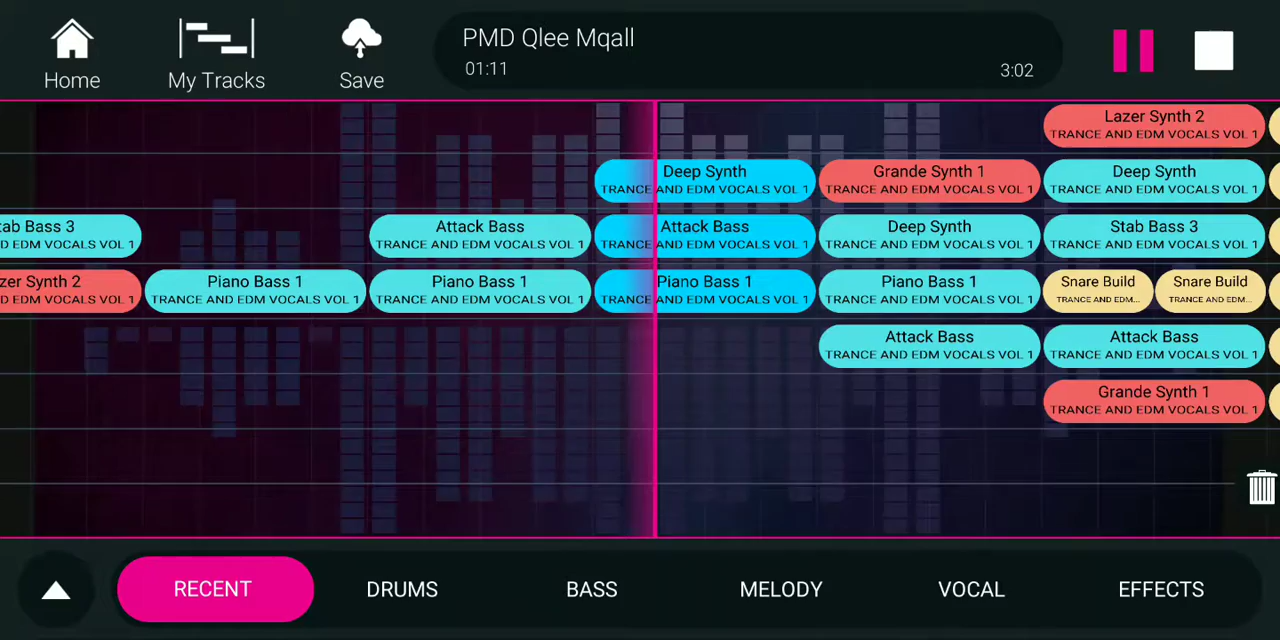 Home
My Tracks
Save
PMD Qlee Mqall
01:11
3:02
Lazer Synth 2
TRANCE AND EDM VOCALS VOL 1
Deep Synth
TRANCE AND EDM VOCALS VOL 1
Grande Synth 1
TRANCE AND EDM VOCALS VOL 1
Deep Synth
TRANCE AND EDM VOCALS VOL 1
tab Bass 3
D EDM VOCALS VOL 1
Attack Bass
TRANCE AND EDM VOCALS VOL 1
Attack Bass
TRANCE AND EDM VOCALS VOL 1
Deep Synth
TRANCE AND EDM VOCALS VOL 1
Stab Bass 3
TRANCE AND EDM VOCALS VOL 1
zer Synth 2
D EDM VOCALS VOL 1
Piano Bass 1
TRANCE AND EDM VOCALS VOL 1
Piano Bass 1
TRANCE AND EDM VOCALS VOL 1
Piano Bass 1
TRANCE AND EDM VOCALS VOL 1
Piano Bass 1
TRANCE AND EDM VOCALS VOL 1
Snare Build
TRANCE AND EDM...
Snare Build
TRANCE AND EDM...
Attack Bass
TRANCE AND EDM VOCALS VOL 1
Attack Bass
TRANCE AND EDM VOCALS VOL 1
Grande Synth 1
TRANCE AND EDM VOCALS VOL 1
RECENT
DRUMS
BASS
MELODY
VOCAL
EFFECTS